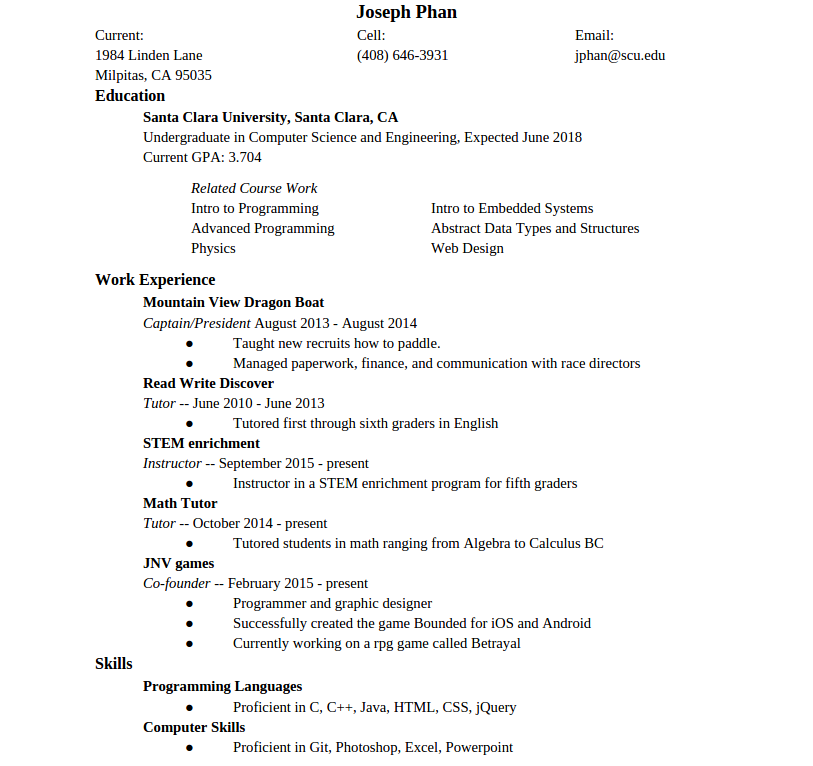 Joseph Phan
Current: Cell: Email:
1984 Linden Lane (408) 646-3931 jphan@scu.edu
Milpitas, CA 95035
Education
Santa Clara University, Santa Clara, CA
Undergraduate in Computer Science and Engineering, Expected June 2018
Current GPA: 3.704
Related Course Work
Intro to Programming Intro to Embedded Systems
Advanced Programming Abstract Data Types and Structures
Physics Web Design
Work Experience
Mountain View Dragon Boat
Captain/President August 2013 - August 2014
● Taught new recruits how to paddle.
● Managed paperwork, finance, and communication with race directors
Read Write Discover
Tutor -- June 2010 - June 2013
● Tutored first through sixth graders in English
STEM enrichment
Instructor -- September 2015 - present
● Instructor in a STEM enrichment program for fifth graders
Math Tutor
Tutor -- October 2014 - present
● Tutored students in math ranging from Algebra to Calculus BC
JNV games
Co-founder -- February 2015 - present
● Programmer and graphic designer
● Successfully created the game Bounded for iOS and Android
● Currently working on a rpg game called Betrayal
Skills
Programming Languages
● Proficient in C, C++, Java, HTML, CSS, jQuery
Computer Skills
● Proficient in Git, Photoshop, Excel, Powerpoint